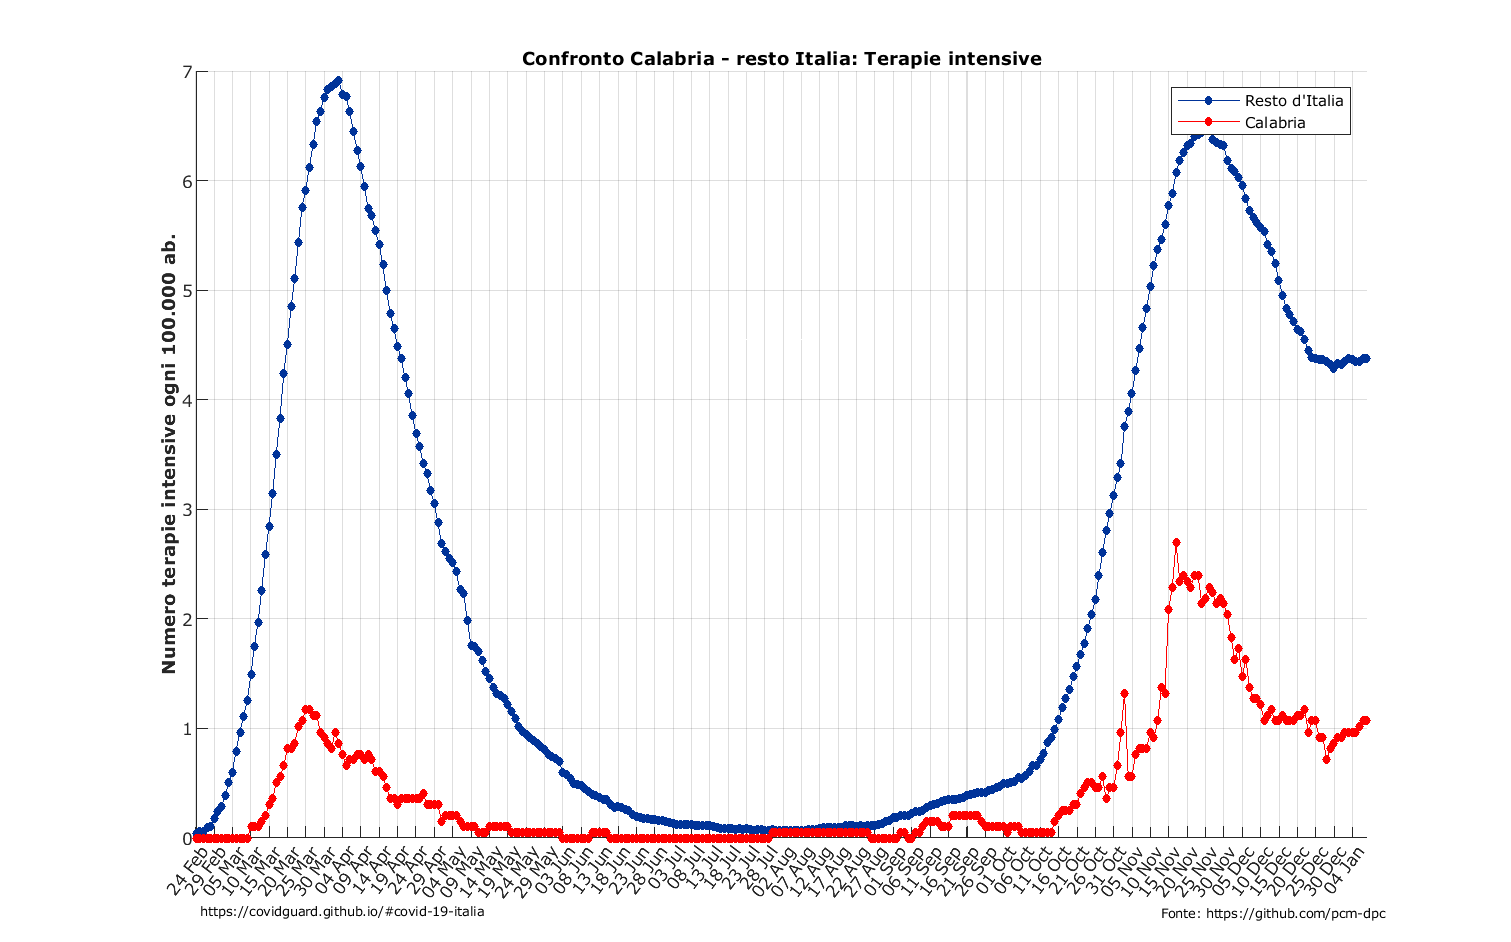 Confronto Calabria - resto Italia: Terapie intensive
Resto d'Italia
Calabria
Numero terapie intensive ogni 100.000 ab.
7
6
5
4
3
2
1
0
24 Feb
29 Feb
05 Mar
10 Mar
15 Mar
20 Mar
25 Mar
30 Mar
04 Apr
09 Apr
14 Apr
19 Apr
24 Apr
29 Apr
04 May
09 May
14 May
19 May
24 May
29 May
03 Jun
08 Jun
13 Jun
18 Jun
23 Jun
28 Jun
03 Jul
08 Jul
13 Jul
18 Jul
23 Jul
28 Jul
02 Aug
07 Aug
12 Aug
17 Aug
22 Aug
27 Aug
01 Sep
06 Sep
11 Sep
16 Sep
21 Sep
26 Sep
01 Oct
06 Oct
11 Oct
16 Oct
21 Oct
26 Oct
31 Oct
05 Nov
10 Nov
15 Nov
20 Nov
25 Nov
30 Nov
05 Dec
10 Dec
15 Dec
20 Dec
25 Dec
30 Dec
04 Jan
https://covidguard.github.io/#covid-19-italia
Fonte: https://github.com/pcm-dpc